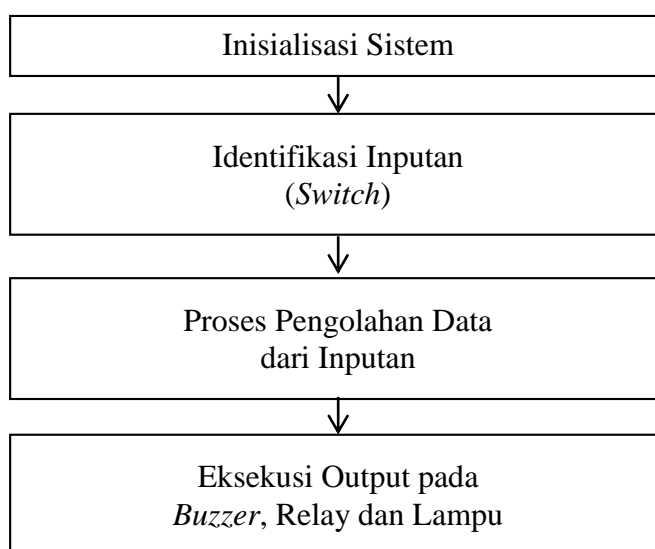 Inisialisasi Sistem
Identifikasi Inputan
(Switch)
Proses Pengolahan Data
dari Inputan
Eksekusi Output pada
Buzzer, Relay dan Lampu